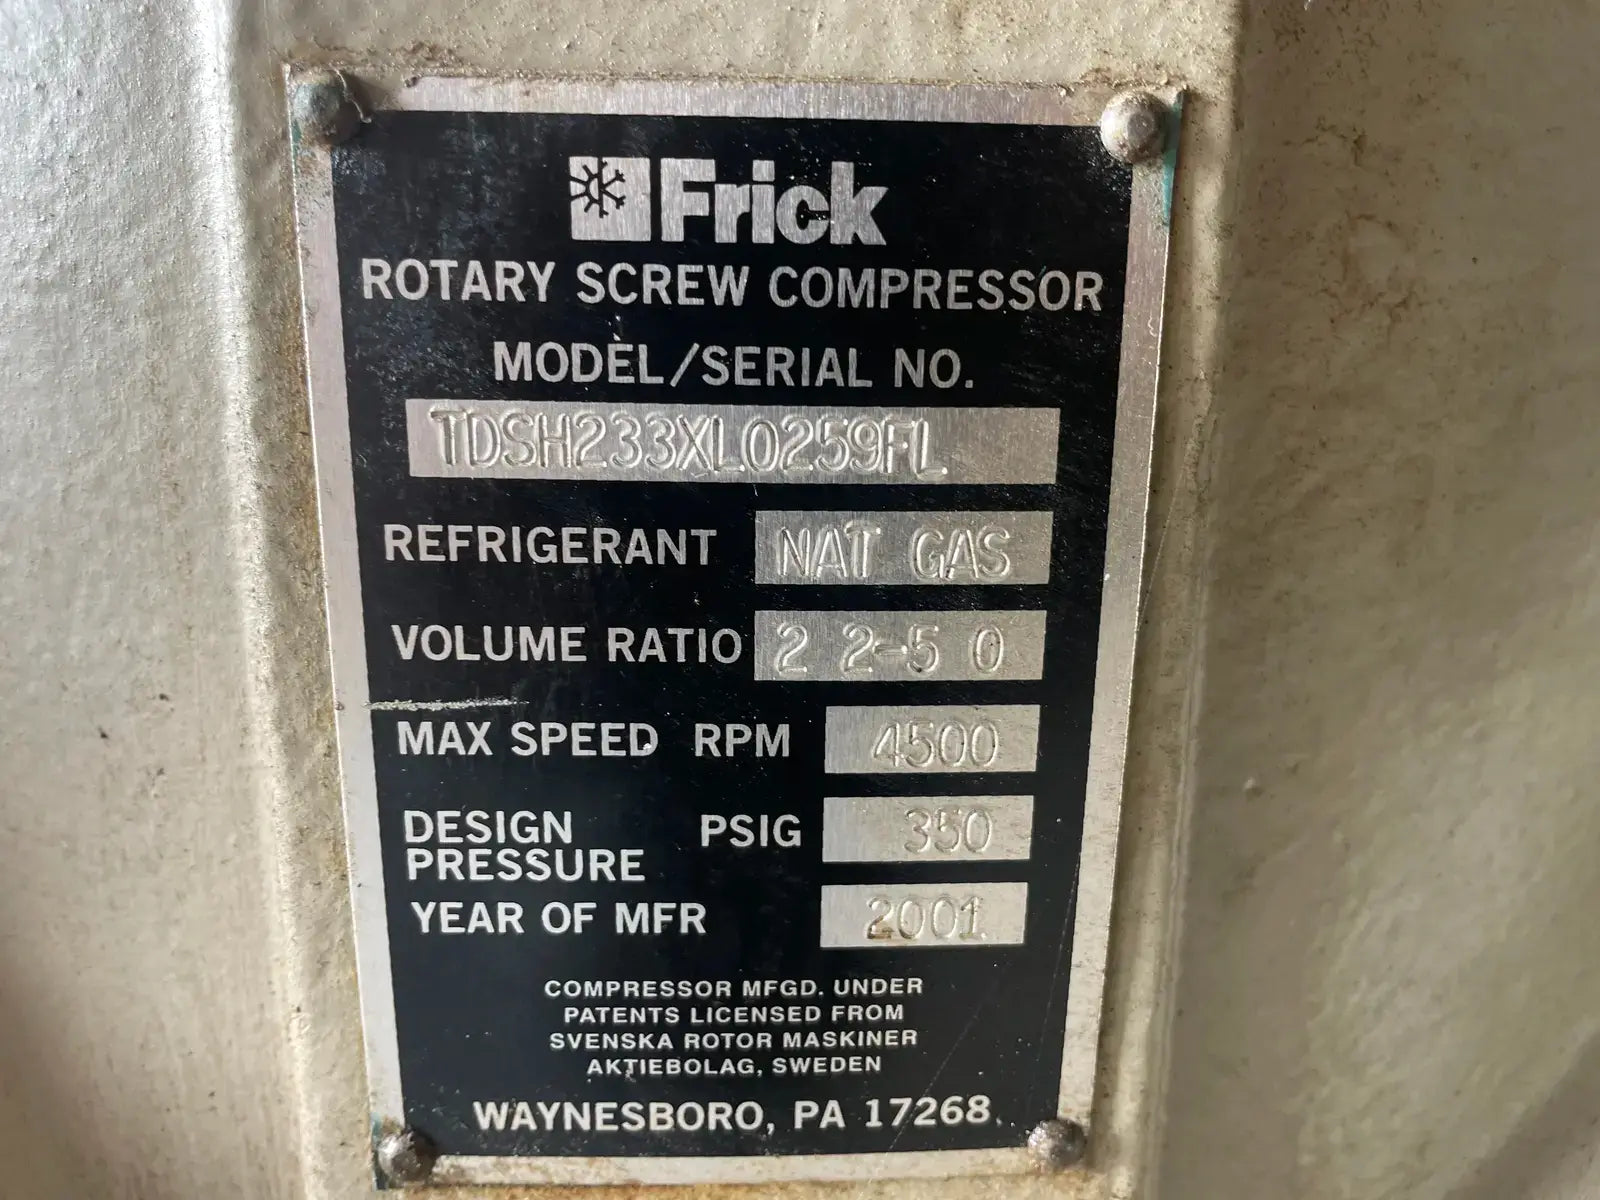 Frick
ROTARY SCREW COMPRESSOR
MODEL/SERIAL NO.
TDSH233XL0259FL
REFRIGERANT NAT GAS
VOLUME RATIO 2 2-5 0
MAX SPEED RPM 4500
DESIGN PRESSURE PSIG 350
YEAR OF MFR 2001
COMPRESSOR MFGD. UNDER
PATENTS LICENSED FROM
SVENSKA ROTOR MASKINER
AKTIEBOLAG, SWEDEN
WAYNESBORO, PA 17268